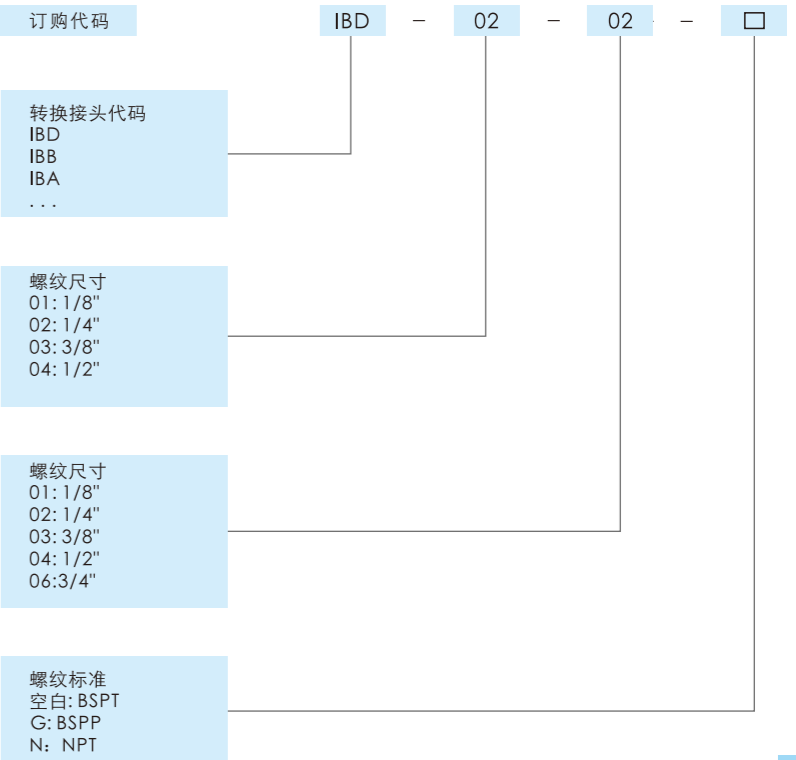 订购代码 IBD – 02 – 02 – □
转换接头代码
IBD
IBB
IBA
. . .
螺纹尺寸
01: 1/8"
02: 1/4"
03: 3/8"
04: 1/2"
螺纹尺寸
01: 1/8"
02: 1/4"
03: 3/8"
04: 1/2"
06:3/4"
螺纹标准
空白: BSPT
G: BSPP
N：NPT